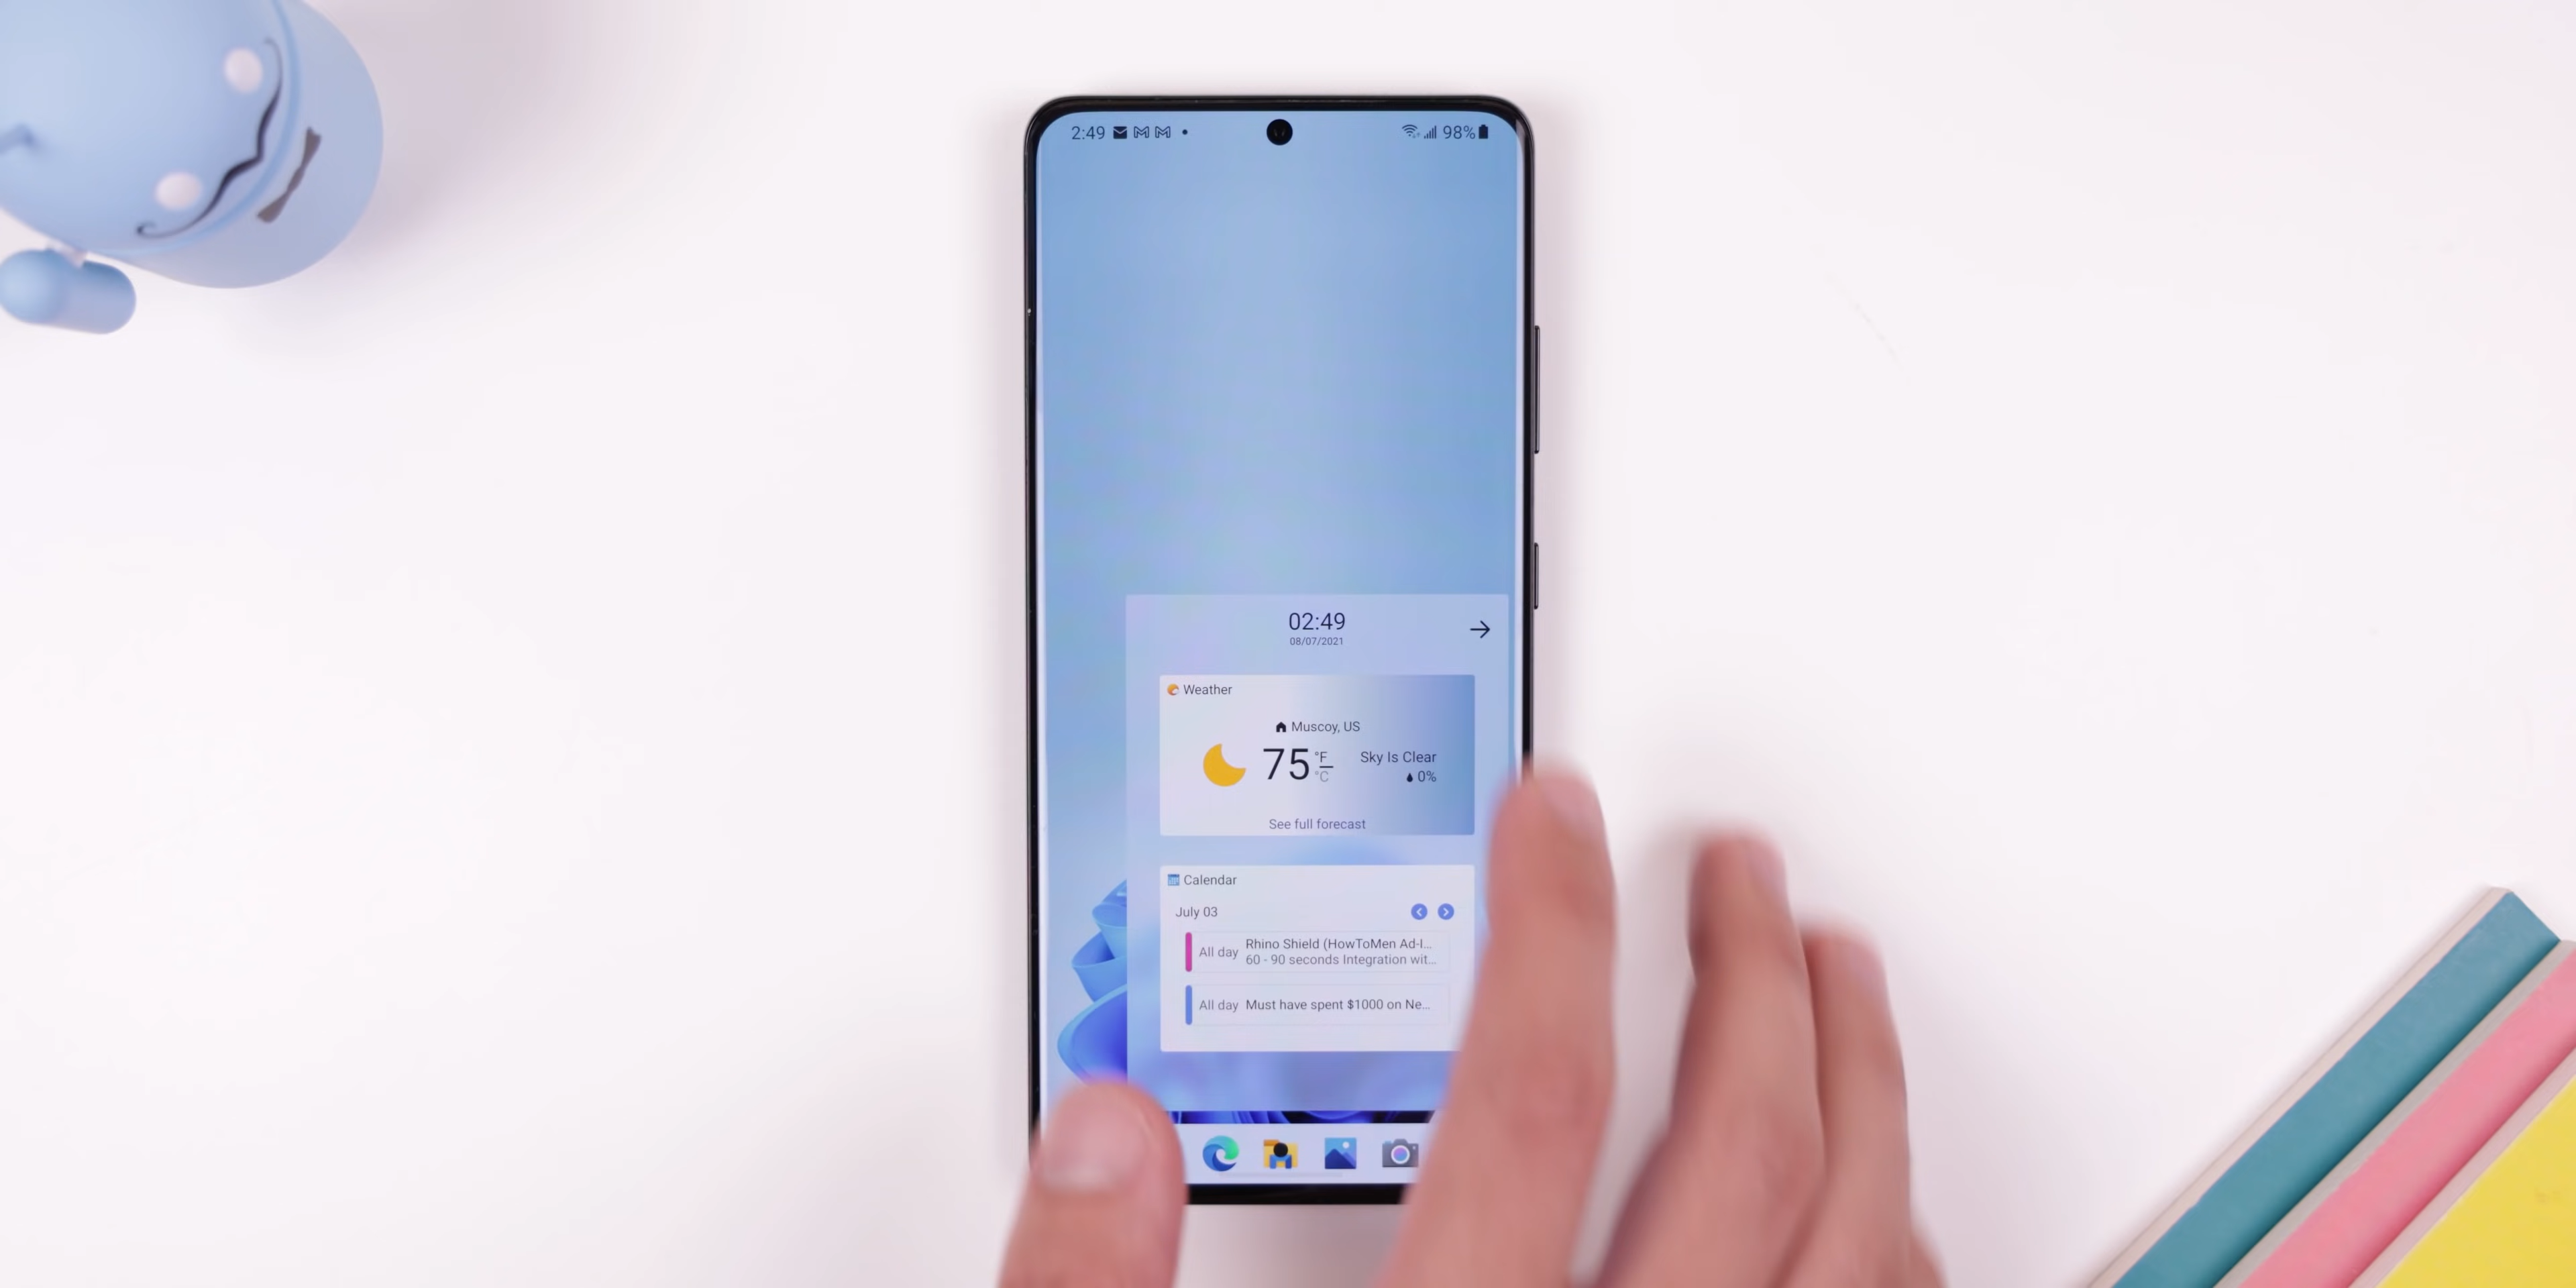 2:49
98%
02:49
08/07/2021
Weather
Muscoy, US
75 °F
°C
Sky Is Clear
0%
See full forecast
Calendar
July 03
All day Rhino Shield (HowToMen Ad-I...
60 - 90 seconds Integration wit...
All day Must have spent $1000 on Ne...